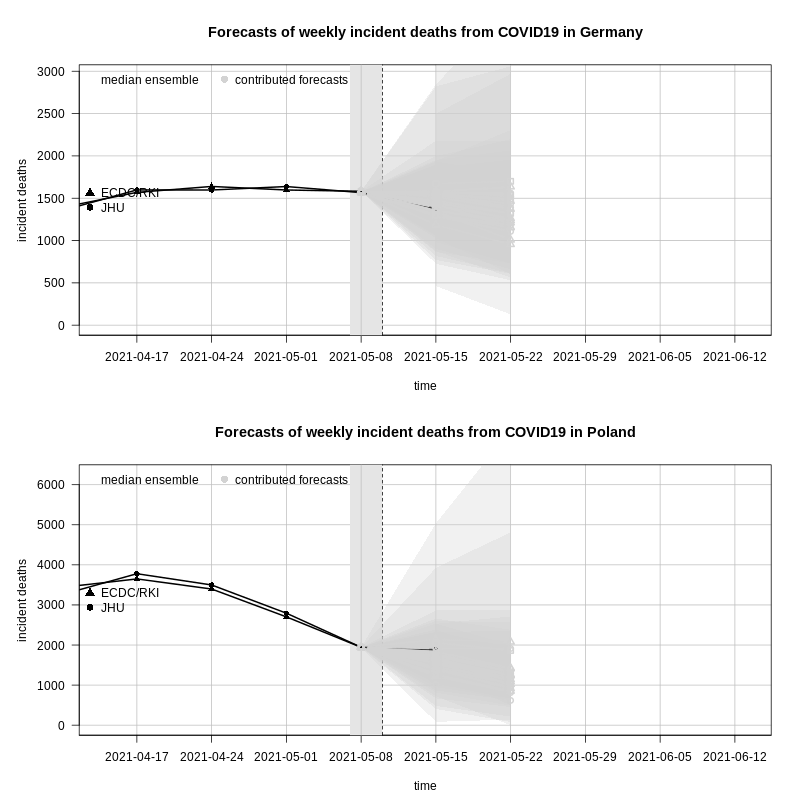 Forecasts of weekly incident deaths from COVID19 in Germany
median ensemble contributed forecasts
ECDC/RKI
JHU
incident deaths
3000
2500
2000
1500
1000
500
0
2021-04-17 2021-04-24 2021-05-01 2021-05-08 2021-05-15 2021-05-22 2021-05-29 2021-06-05 2021-06-12
time
Forecasts of weekly incident deaths from COVID19 in Poland
median ensemble contributed forecasts
ECDC/RKI
JHU
incident deaths
6000
5000
4000
3000
2000
1000
0
2021-04-17 2021-04-24 2021-05-01 2021-05-08 2021-05-15 2021-05-22 2021-05-29 2021-06-05 2021-06-12
time